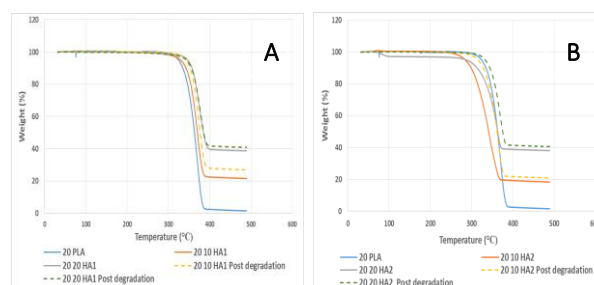 A
120
100
80
60
40
20
0
Weight (%)
0 100 200 300 400 500 600
Temperature (℃)
20 PLA
20 10 HA1
20 20 HA1
20 10 HA1 Post degradation
20 20 HA1 Post degradation
B
120
100
80
60
40
20
0
Weight (%)
0 100 200 300 400 500 600
Temperature (℃)
20 PLA
20 10 HA2
20 20 HA2
20 10 HA2 Post degradation
20 20 HA2 Post degradation